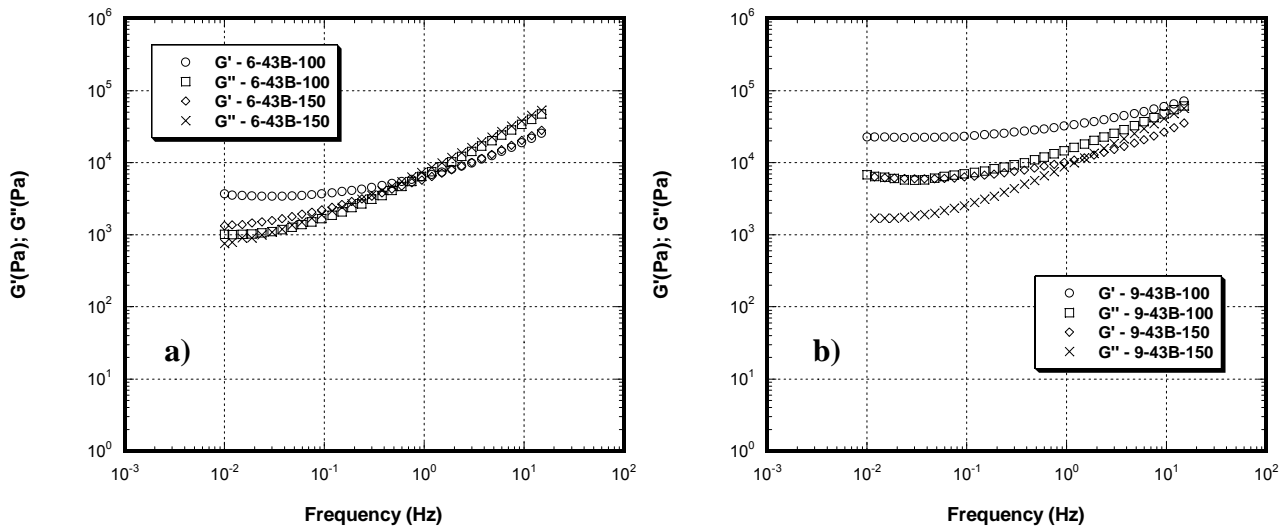 10^6
10^5
10^4
10^3
10^2
10^1
10^0
G'(Pa); G''(Pa)
G' - 6-43B-100
G'' - 6-43B-100
G' - 6-43B-150
G'' - 6-43B-150
a)
10^-3
10^-2
10^-1
10^0
10^1
10^2
Frequency (Hz)
10^6
10^5
10^4
10^3
10^2
10^1
10^0
G'(Pa); G''(Pa)
G' - 9-43B-100
G'' - 9-43B-100
G' - 9-43B-150
G'' - 9-43B-150
b)
10^-3
10^-2
10^-1
10^0
10^1
10^2
Frequency (Hz)